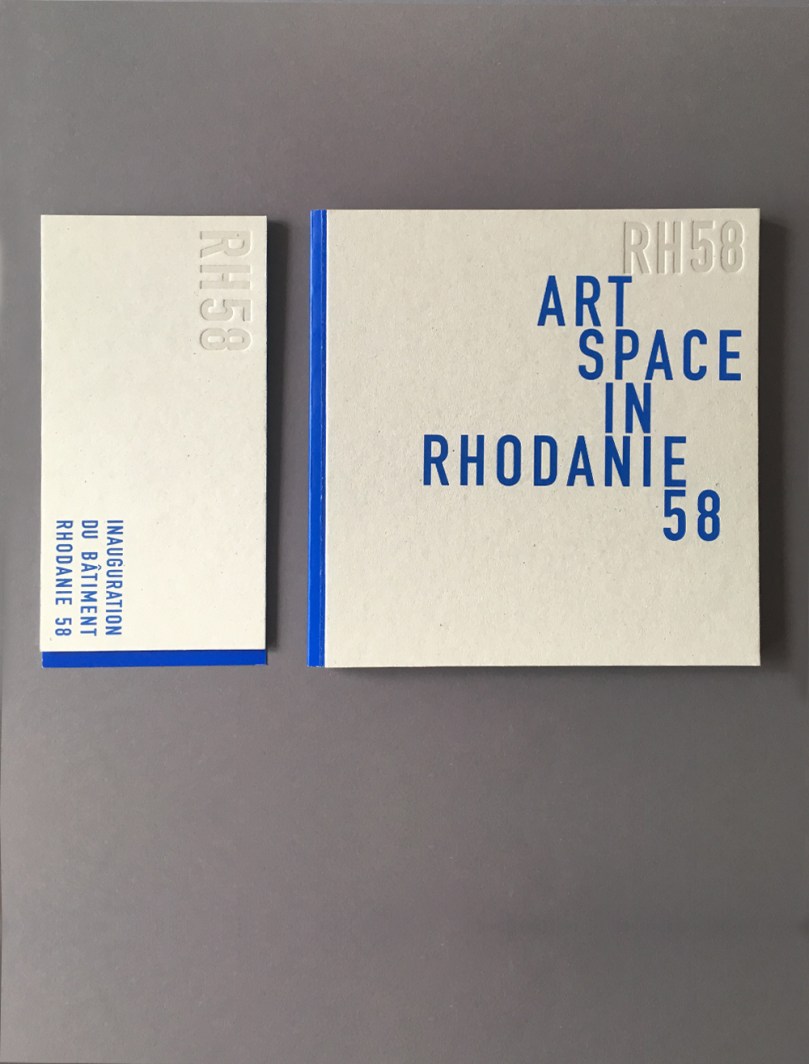 RH58
INAUGURATION
DU BÂTIMENT
RHODANIE 58
RH58
ART
SPACE
IN
RHODANIE
58